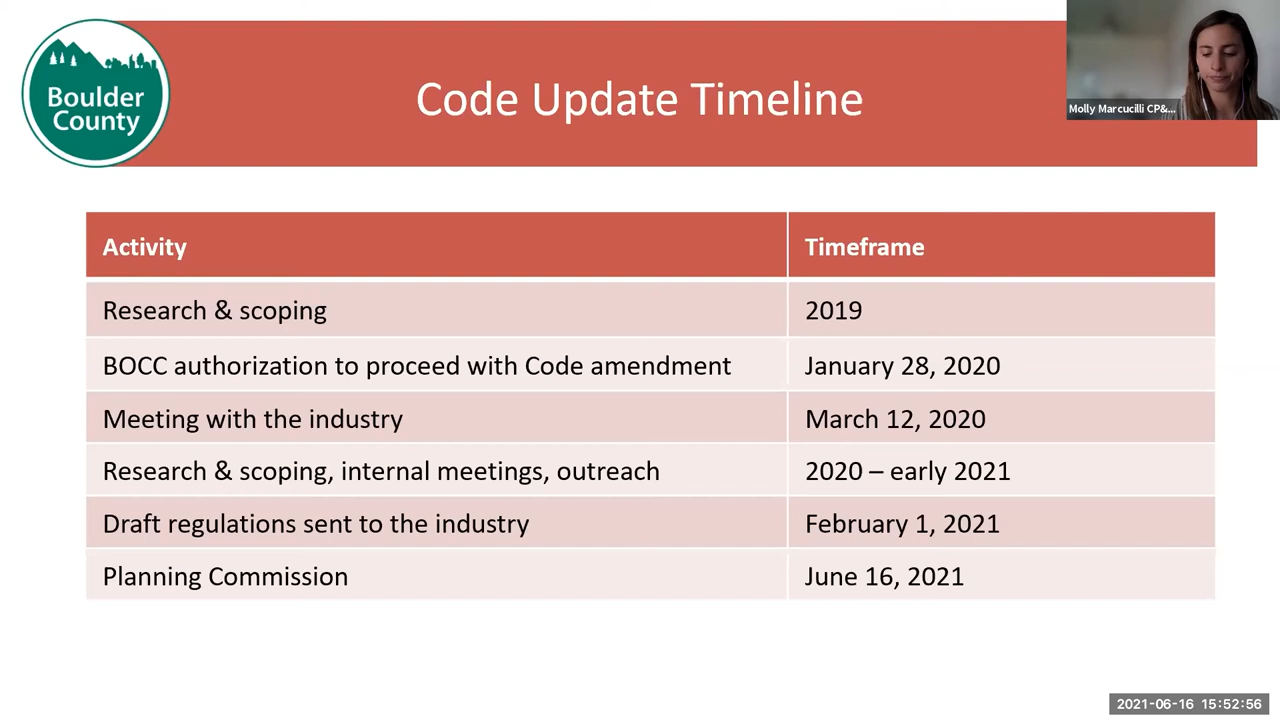 Boulder
County
Code Update Timeline
Molly Marcucilli CP&...
Activity Timeframe
Research & scoping 2019
BOCC authorization to proceed with Code amendment January 28, 2020
Meeting with the industry March 12, 2020
Research & scoping, internal meetings, outreach 2020 – early 2021
Draft regulations sent to the industry February 1, 2021
Planning Commission June 16, 2021
2021-06-16 15:52:56